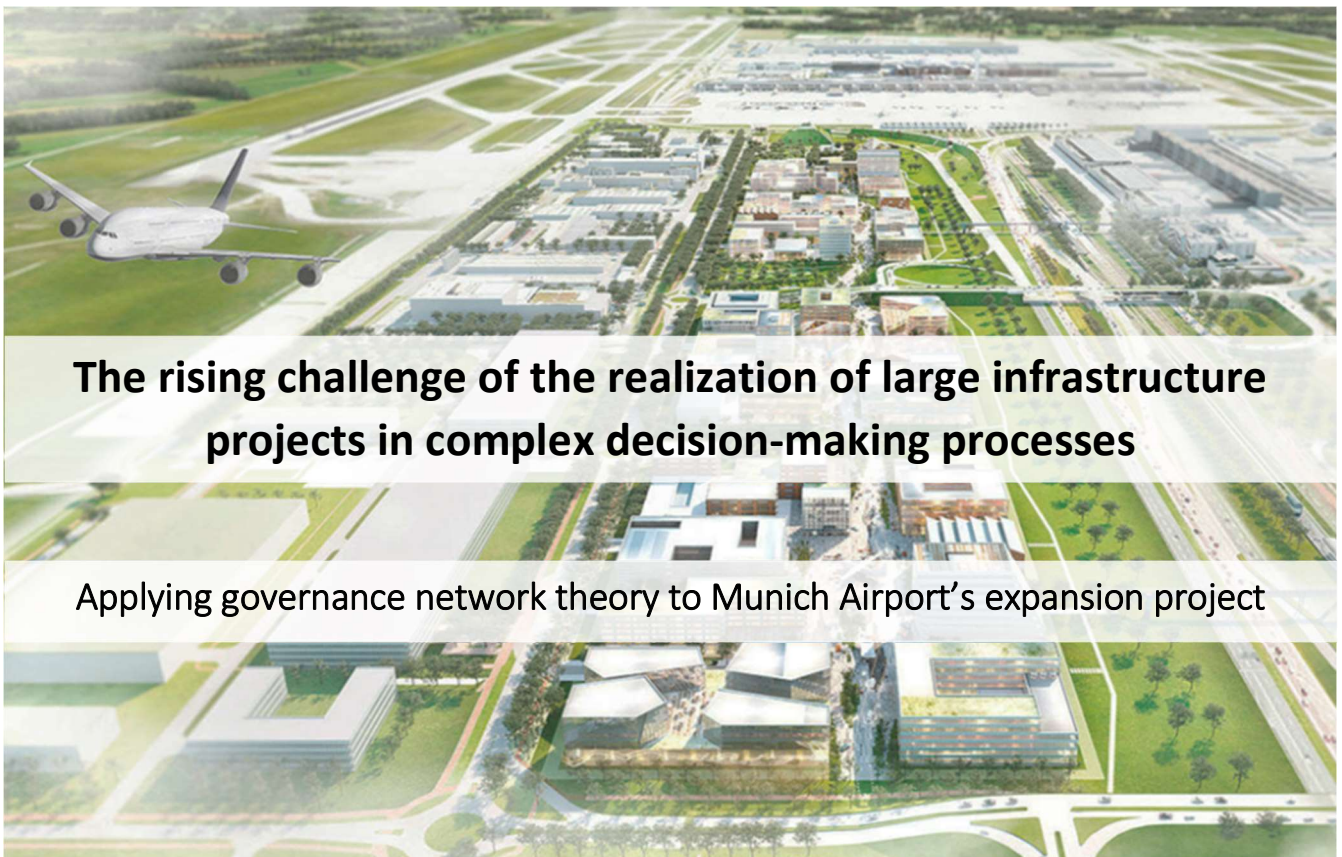 The rising challenge of the realization of large infrastructure
projects in complex decision-making processes
Applying governance network theory to Munich Airport’s expansion project